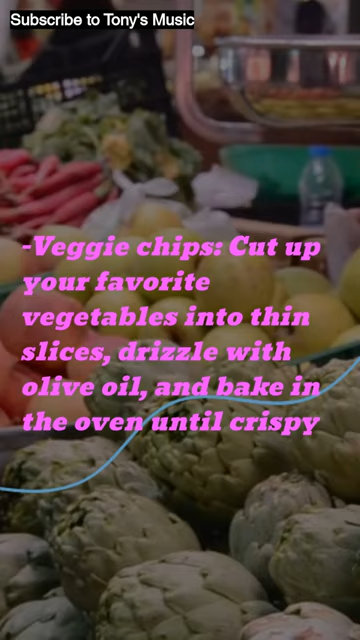 Subscribe to Tony's Music
-Veggie chips: Cut up
your favorite
vegetables into thin
slices, drizzle with
olive oil, and bake in
the oven until crispy